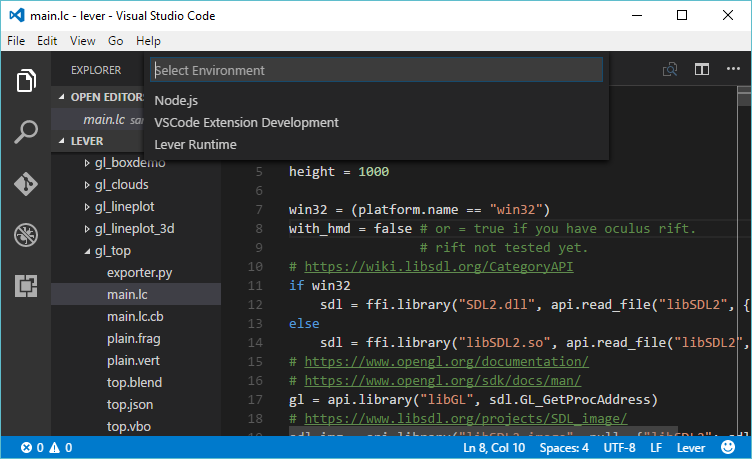 main.lc - lever - Visual Studio Code
File Edit View Go Help
EXPLORER
Select Environment
Node.js
VSCode Extension Development
Lever Runtime
OPEN EDITORS
main.lc
LEVER
gl_boxdemo
gl_clouds
gl_lineplot
gl_lineplot_3d
gl_top
exporter.py
main.lc
main.lc.cb
plain.frag
plain.vert
top.blend
top.json
top.vbo
5 height = 1000
6
7 win32 = (platform.name == "win32")
8 with_hmd = false # or = true if you have oculus rift.
9 # rift not tested yet.
10 # https://wiki.libsdl.org/CategoryAPI
11 if win32
12 sdl = ffi.library("SDL2.dll", api.read_file("libSDL2", {
13 else
14 sdl = ffi.library("libSDL2.so", api.read_file("libSDL2",
15 # https://www.opengl.org/documentation/
16 # https://www.opengl.org/sdk/docs/man/
17 gl = api.library("libGL", sdl.GL_GetProcAddress)
18 # https://www.libsdl.org/projects/SDL_image/
0 0 Ln 8, Col 10 Spaces: 4 UTF-8 LF Lever